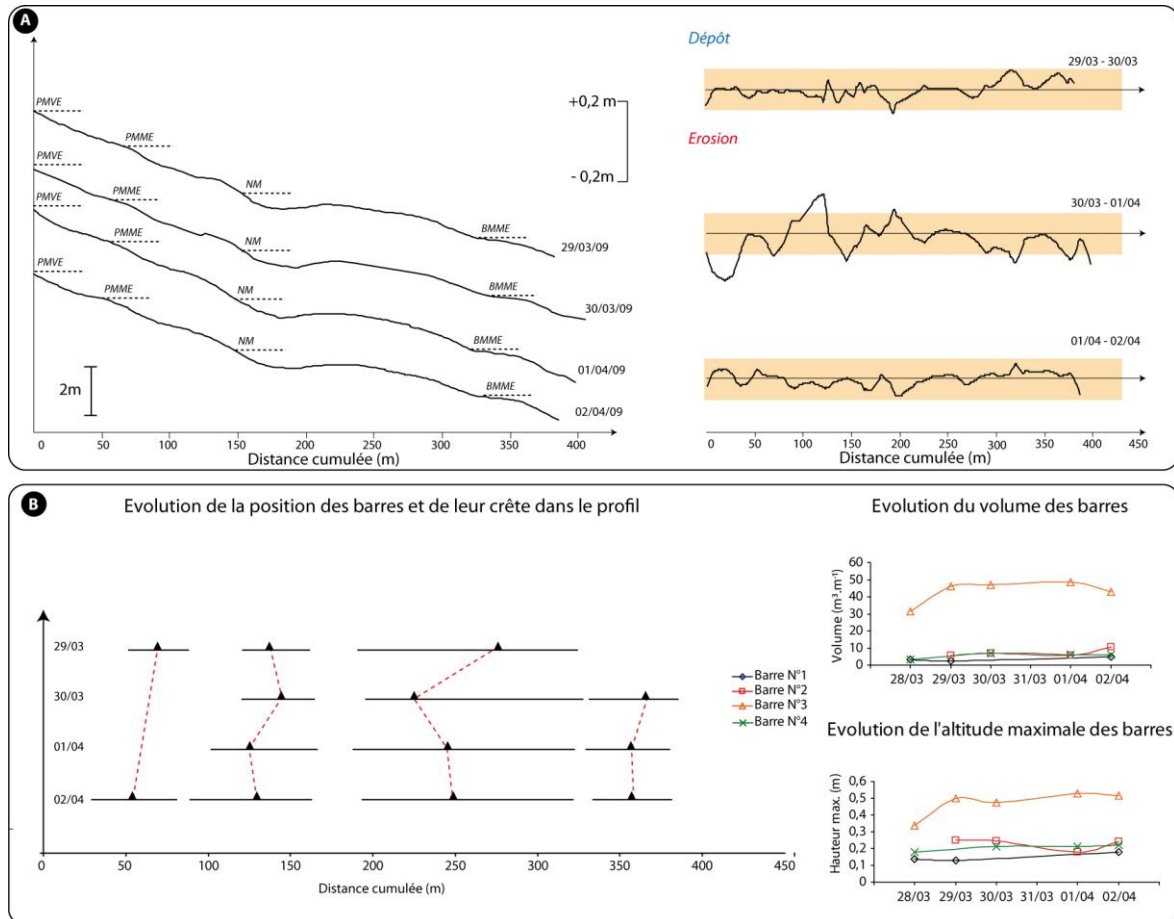 A
PMVE
PMME
NM
BMME
29/03/09
PMVE
PMME
NM
BMME
30/03/09
PMVE
PMME
NM
BMME
01/04/09
PMVE
PMME
NM
BMME
02/04/09
2m
+0,2 m
- 0,2m
0 50 100 150 200 250 300 350 400
Distance cumulée (m)
Dépôt
29/03 - 30/03
Erosion
30/03 - 01/04
01/04 - 02/04
0 50 100 150 200 250 300 350 400 450
Distance cumulée (m)
B
Evolution de la position des barres et de leur crête dans le profil
29/03
30/03
01/04
02/04
0 50 100 150 200 250 300 350 400 450
Distance cumulée (m)
Barre N°1
Barre N°2
Barre N°3
Barre N°4
Evolution du volume des barres
Volume (m³.m⁻¹)
60
50
40
30
20
10
0
28/03 29/03 30/03 31/03 01/04 02/04
Evolution de l'altitude maximale des barres
Hauteur max. (m)
0,6
0,5
0,4
0,3
0,2
0,1
0
28/03 29/03 30/03 31/03 01/04 02/04